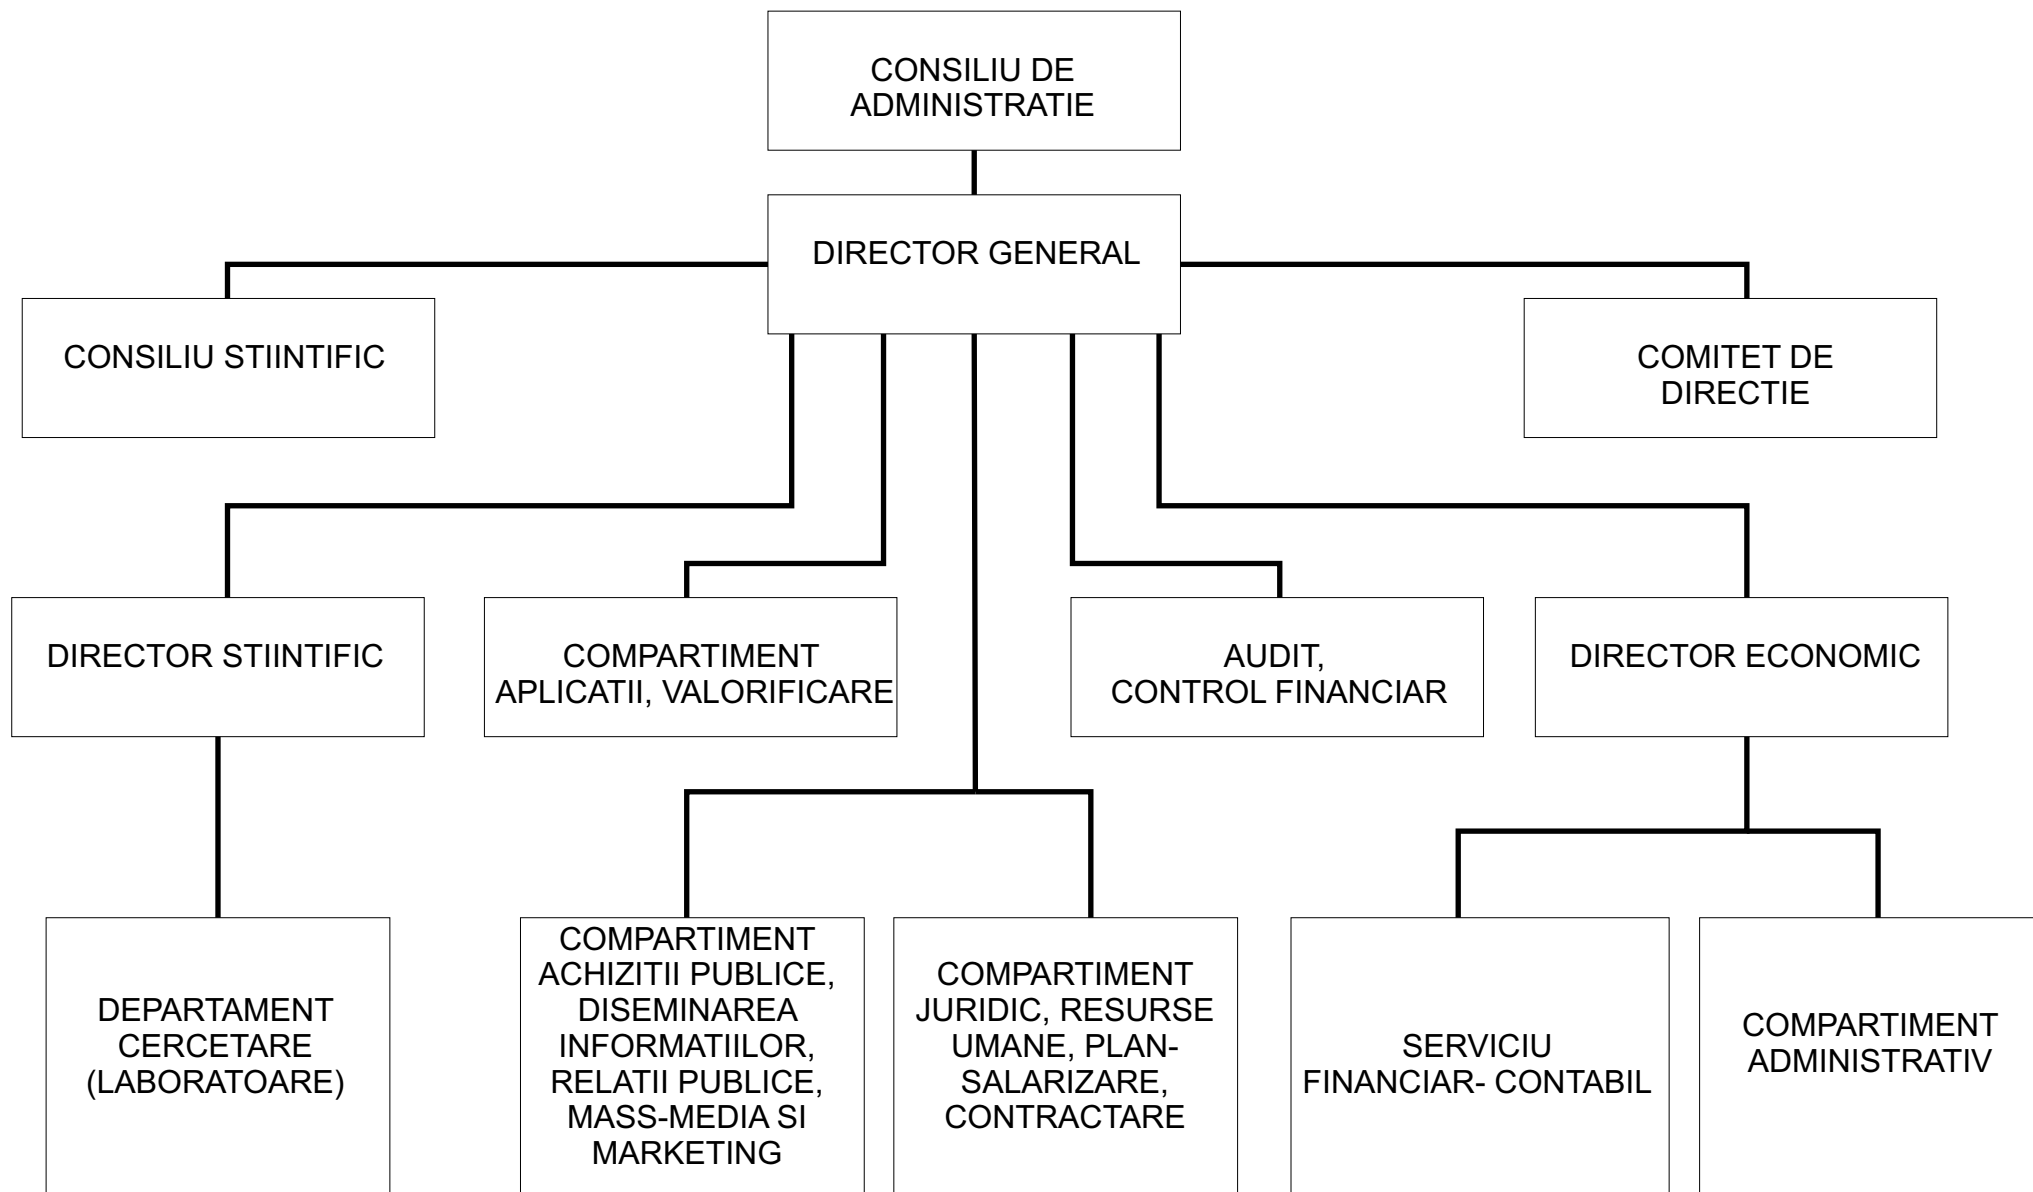 CONSILIU DE
ADMINISTRATIE
DIRECTOR GENERAL
CONSILIU STIINTIFIC
COMITET DE
DIRECTIE
DIRECTOR STIINTIFIC
COMPARTIMENT
APLICATII, VALORIFICARE
AUDIT,
CONTROL FINANCIAR
DIRECTOR ECONOMIC
DEPARTAMENT
CERCETARE
(LABORATOARE)
COMPARTIMENT
ACHIZITII PUBLICE,
DISEMINAREA
INFORMATIILOR,
RELATII PUBLICE,
MASS-MEDIA SI
MARKETING
COMPARTIMENT
JURIDIC, RESURSE
UMANE, PLAN-
SALARIZARE,
CONTRACTARE
SERVICIU
FINANCIAR- CONTABIL
COMPARTIMENT
ADMINISTRATIV